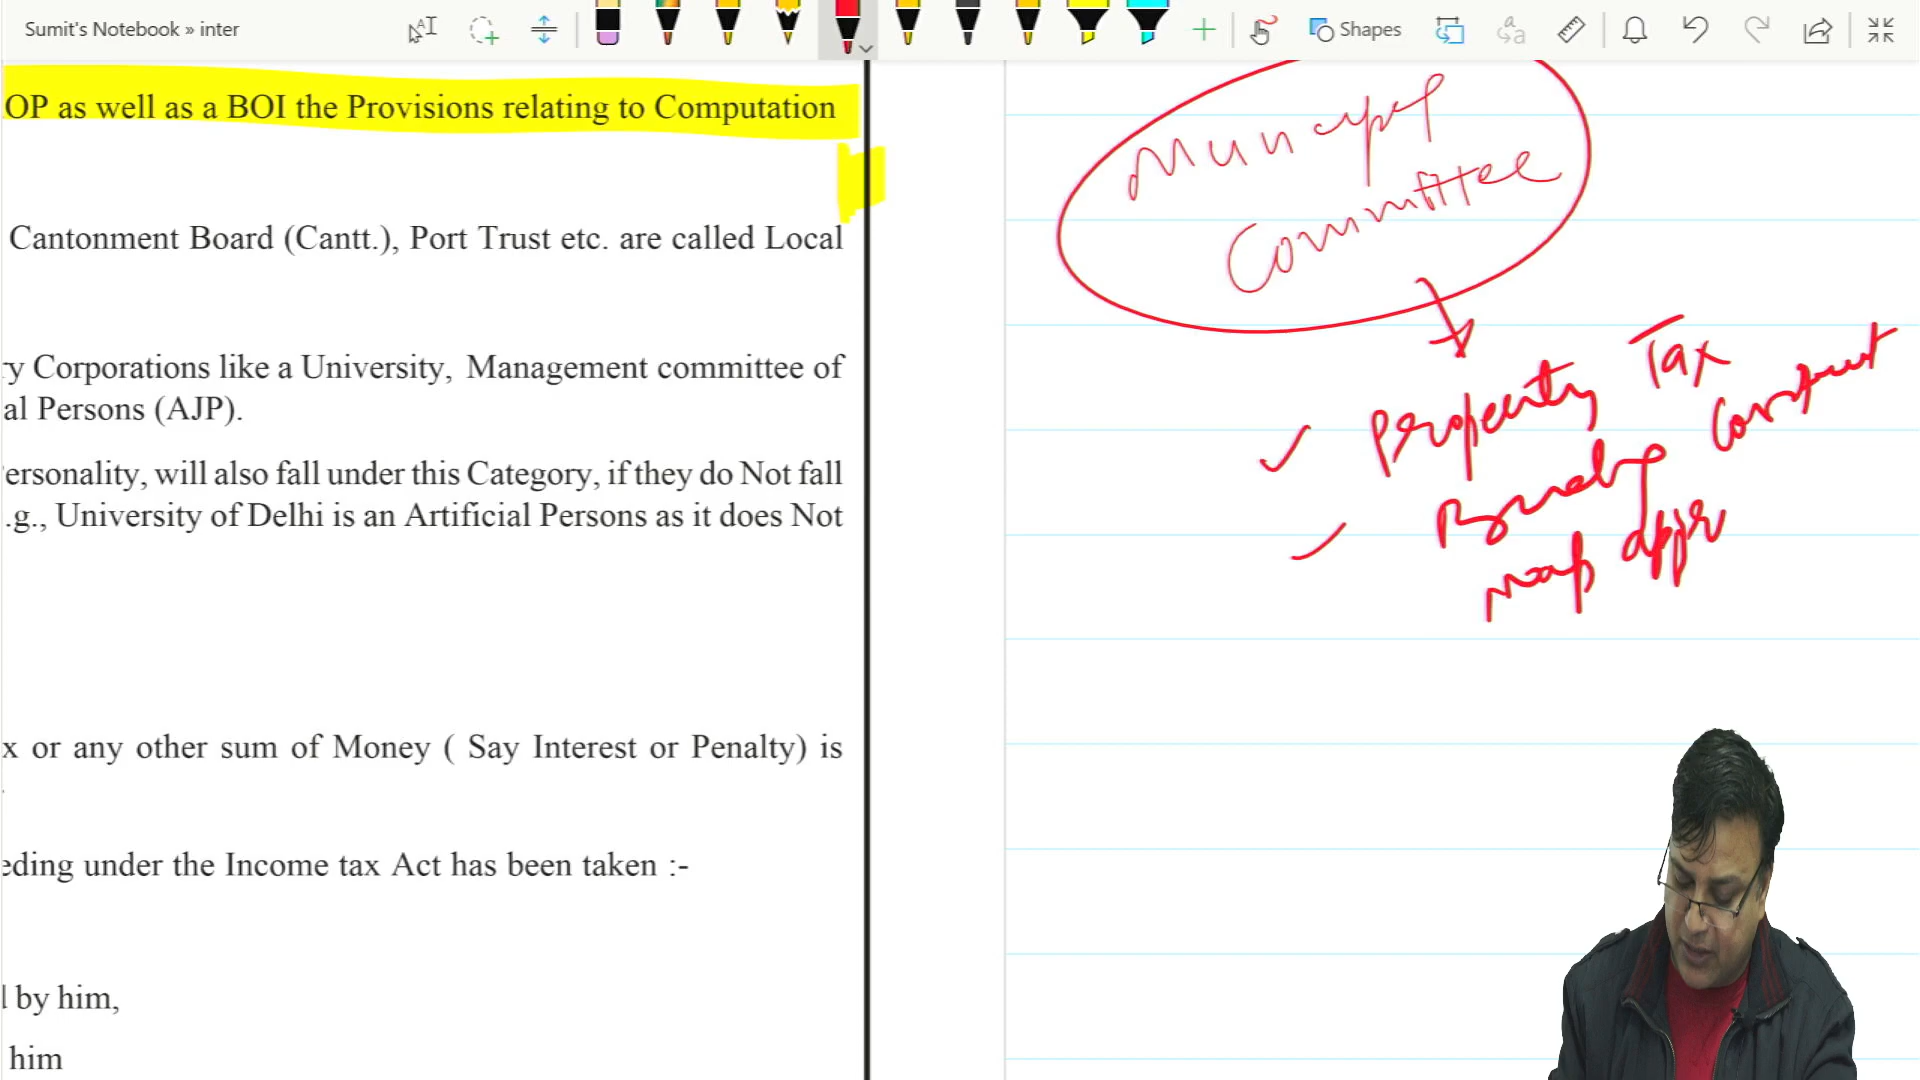 Sumit's Notebook » inter
Shapes
OP as well as a BOI the Provisions relating to Computation
Cantonment Board (Cantt.), Port Trust etc. are called Local
y Corporations like a University, Management committee of
al Persons (AJP).
ersonality, will also fall under this Category, if they do Not fall
.g., University of Delhi is an Artificial Persons as it does Not
x or any other sum of Money ( Say Interest or Penalty) is
eding under the Income tax Act has been taken :-
d by him,
him
Committee
Property Tax
Construct
map appr